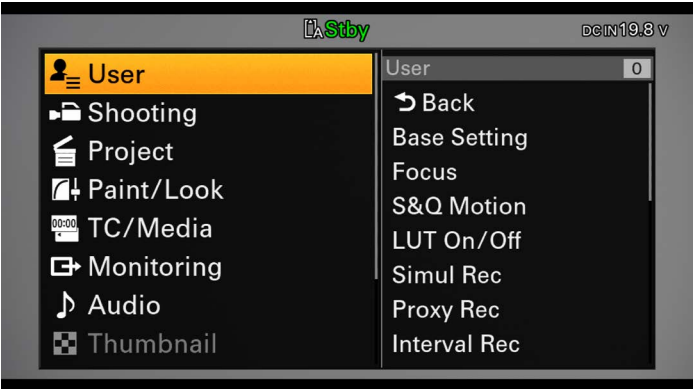 A Stby
DC IN 19.8 V
User
Shooting
Project
Paint/Look
00:00 TC/Media
Monitoring
Audio
Thumbnail
User 0
Back
Base Setting
Focus
S&Q Motion
LUT On/Off
Simul Rec
Proxy Rec
Interval Rec